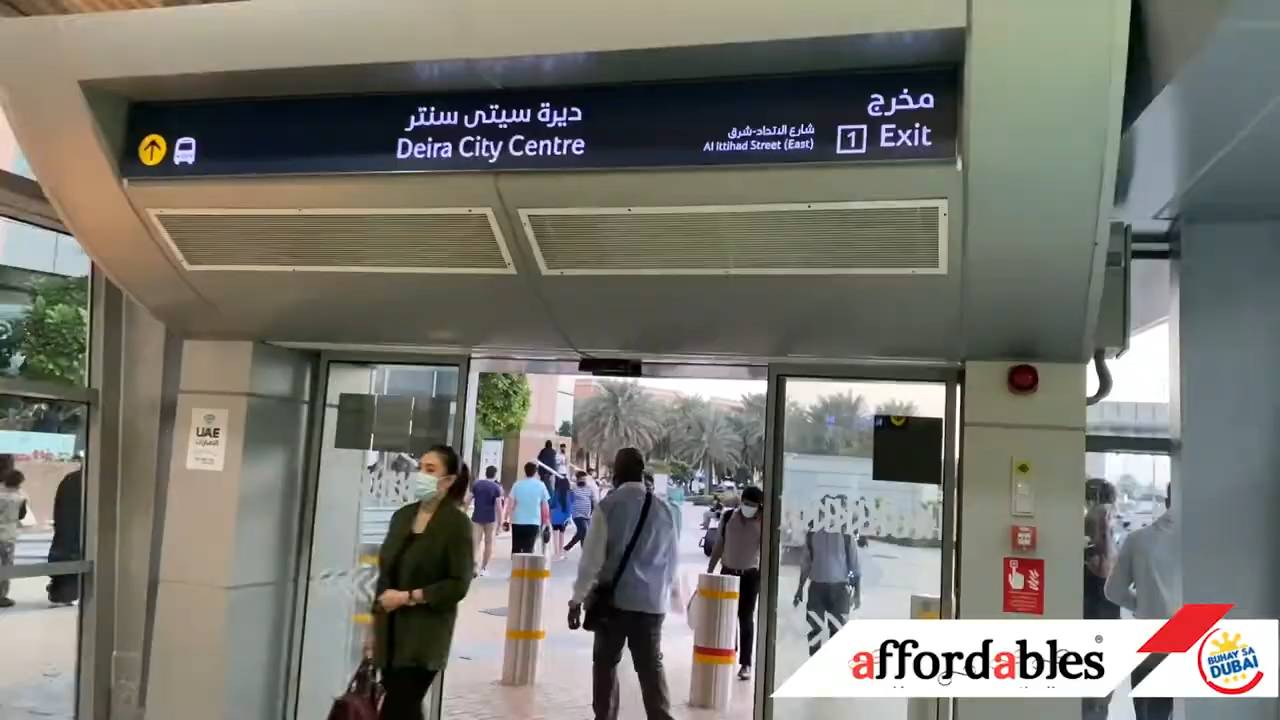 ديرة سيتي سنتر
Deira City Centre
شارع الاتحاد-شرق
Al Ittihad Street (East)
مخرج
1 Exit
UAE
الإمارات
affordables®
BUHAY SA
DUBAI